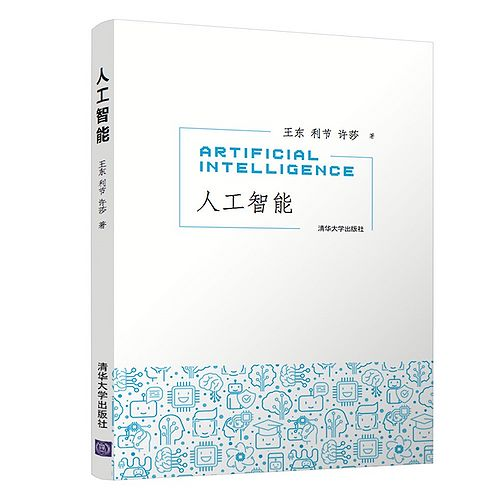 人工智能
王东 利节 许莎 著
清华大学出版社
王东 利节 许莎 著
ARTIFICIAL
INTELLIGENCE
人工智能
清华大学出版社